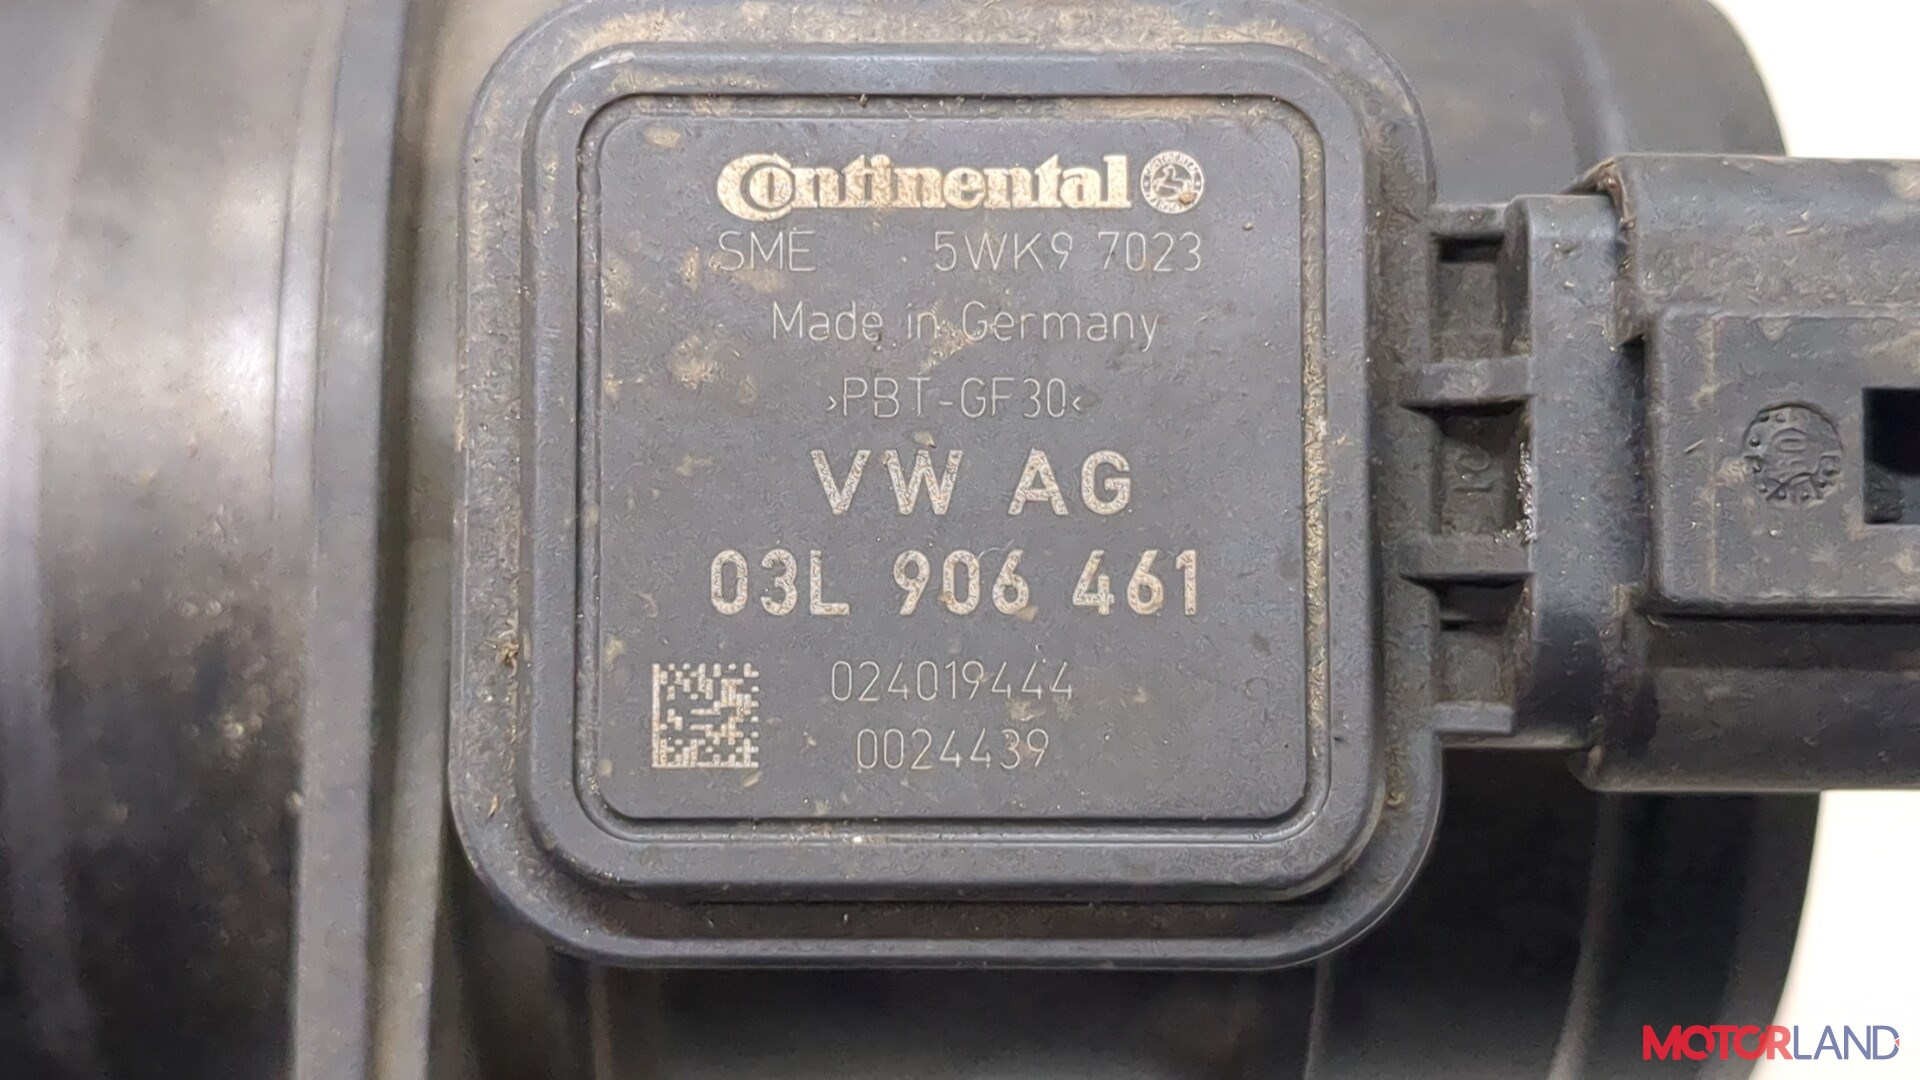 Continental
SME 5WK9 7023
Made in Germany
›PBT-GF30‹
VW AG
03L 906 461
024019444
0024439
MOTORLAND